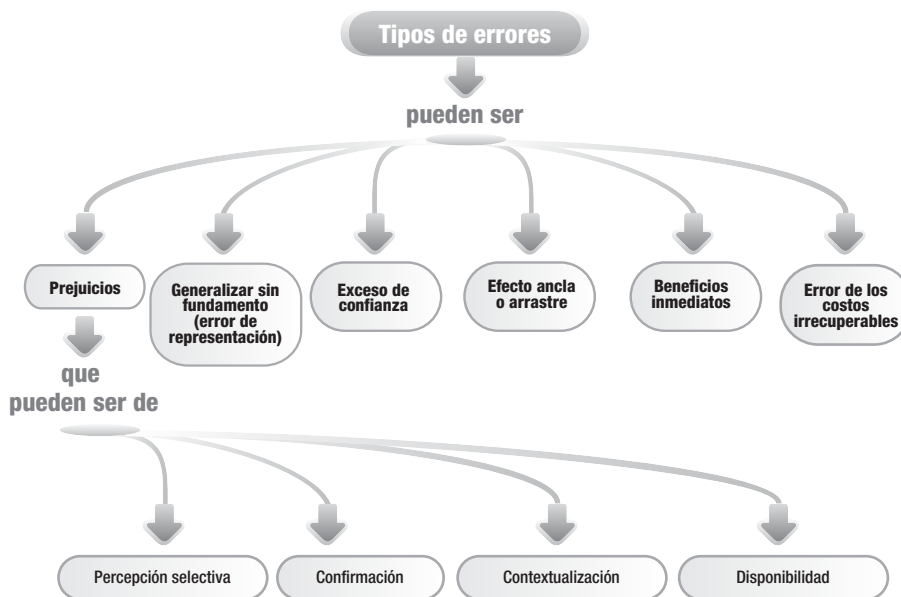 Tipos de errores
pueden ser
Prejuicios
Generalizar sin
fundamento
(error de
representación)
Exceso de
confianza
Efecto ancla
o arrastre
Beneficios
inmediatos
Error de los
costos
irrecuperables
que
pueden ser de
Percepción selectiva
Confirmación
Contextualización
Disponibilidad